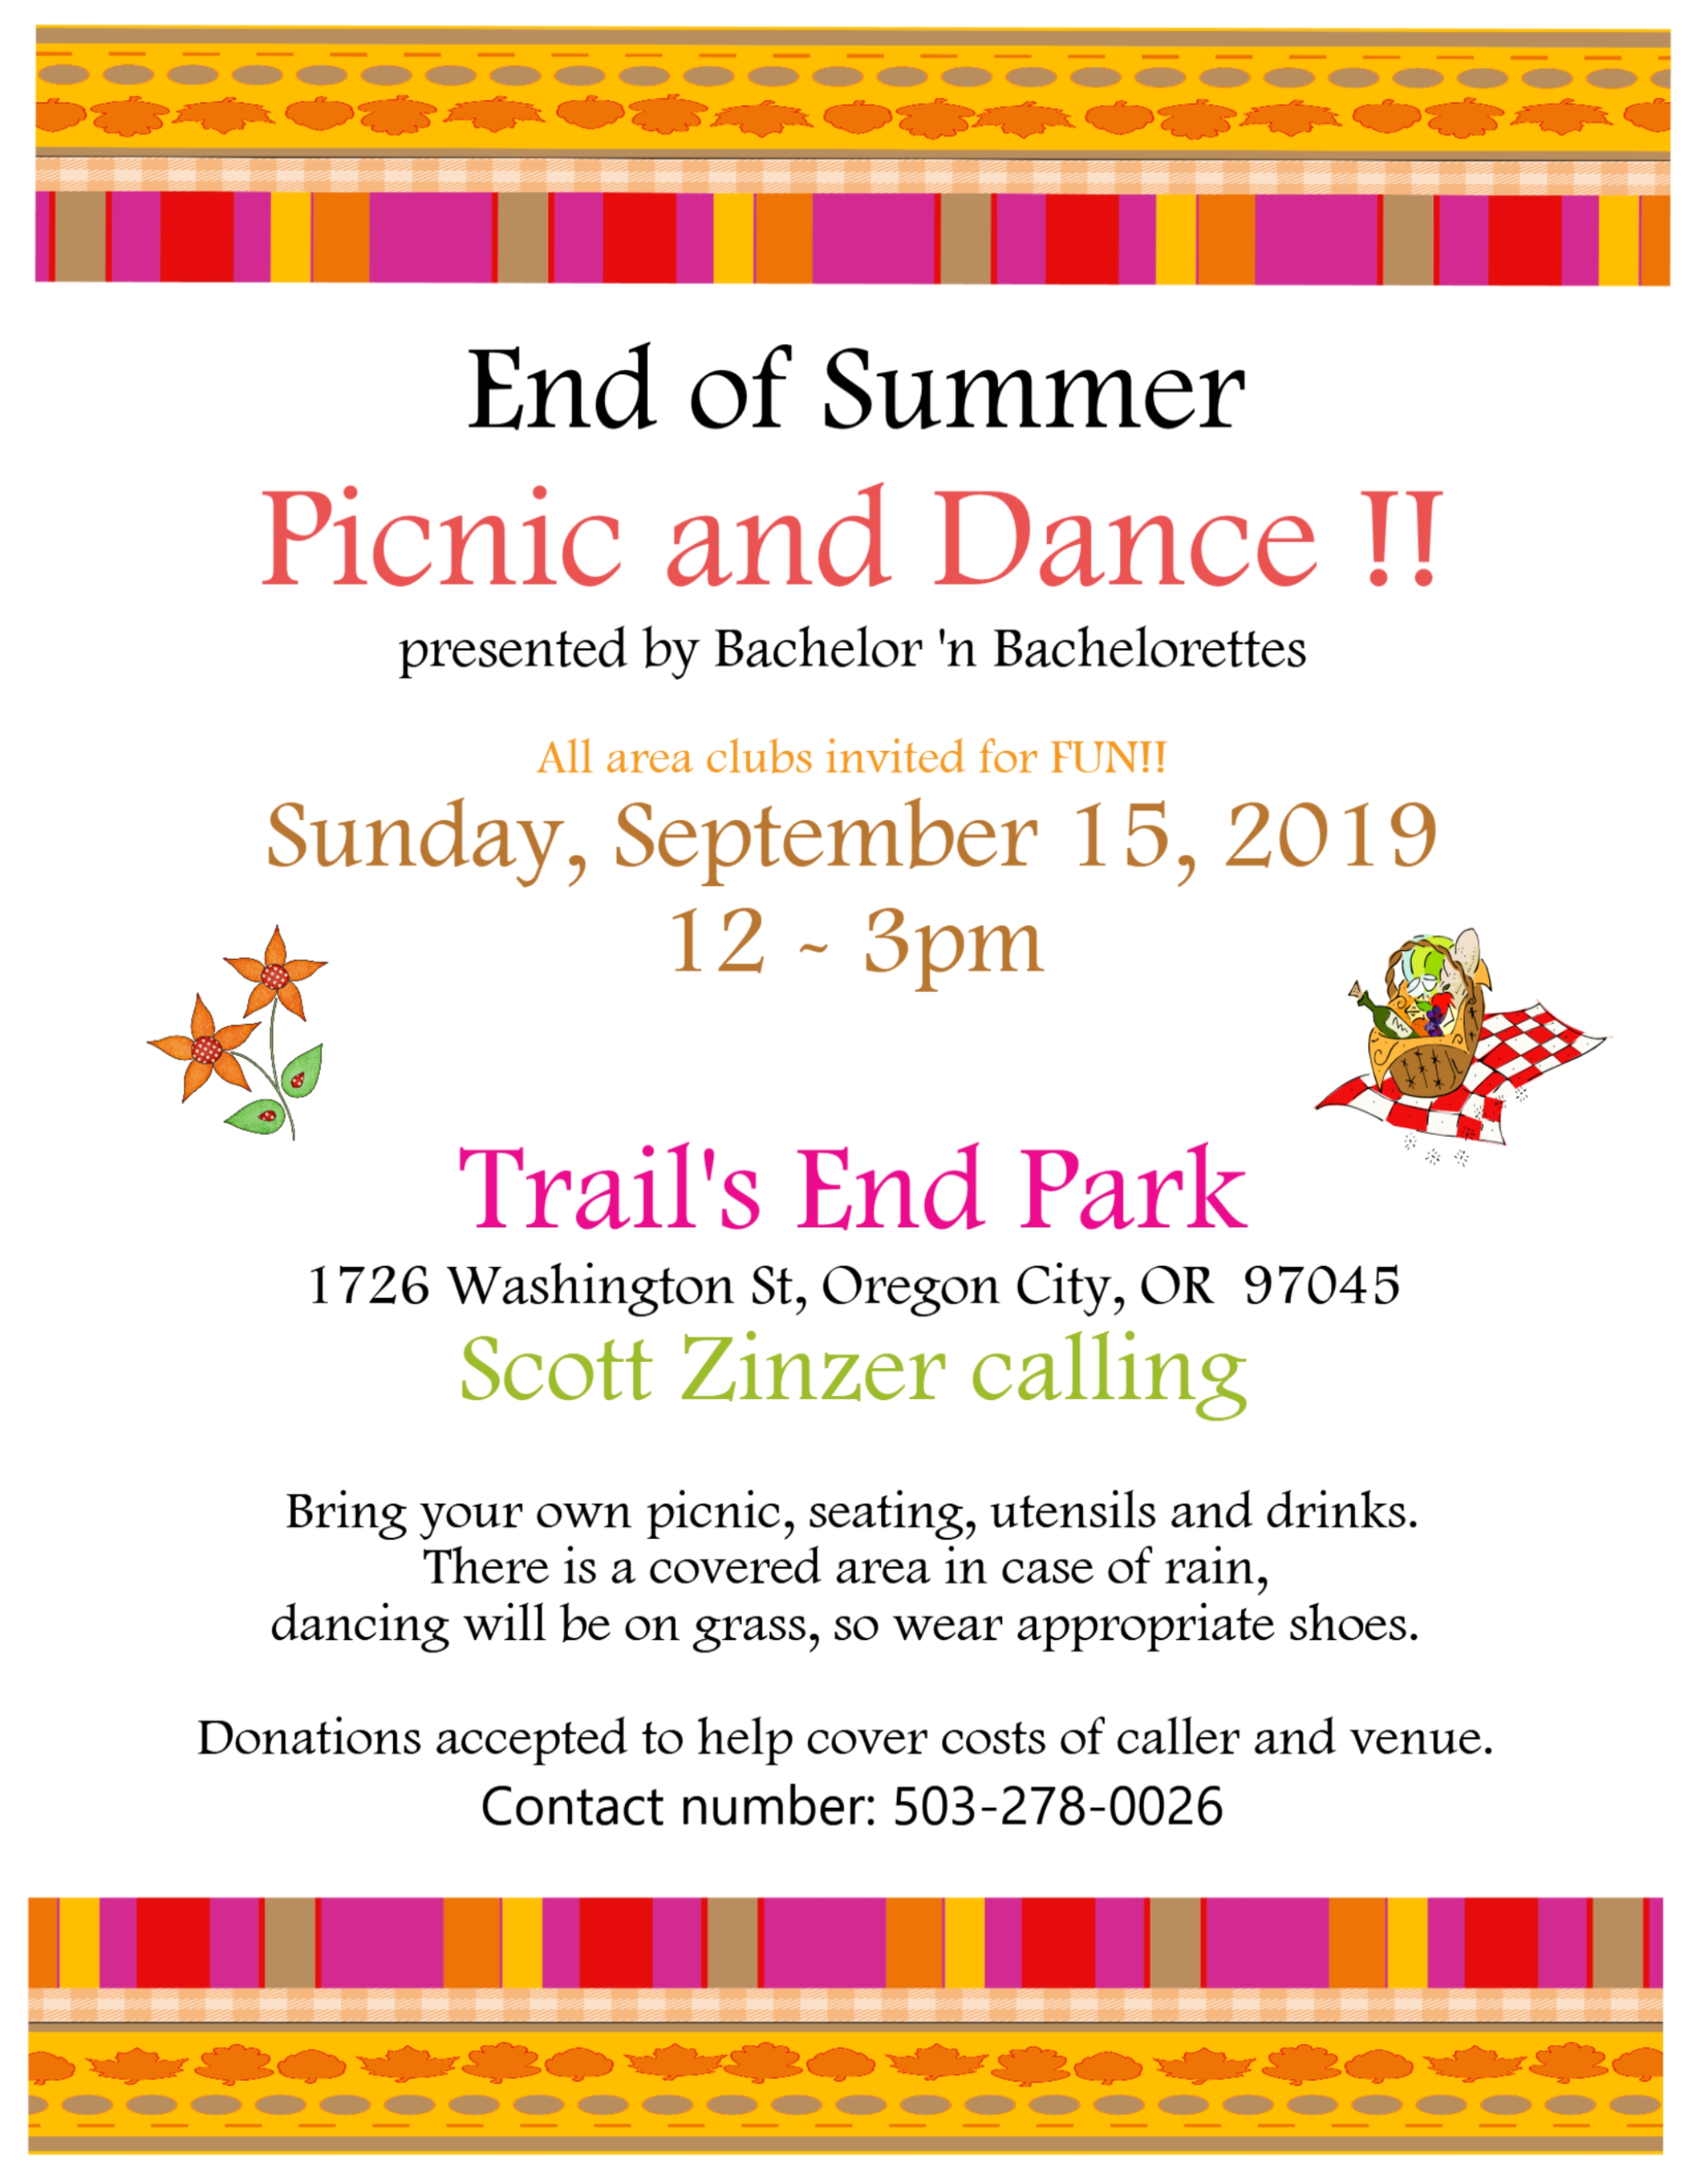 End of Summer
Picnic and Dance !!
presented by Bachelor 'n Bachelorettes
All area clubs invited for FUN!!
Sunday, September 15, 2019
12 ~ 3pm
Trail's End Park
1726 Washington St, Oregon City, OR  97045
Scott Zinzer calling
Bring your own picnic, seating, utensils and drinks.
There is a covered area in case of rain,
dancing will be on grass, so wear appropriate shoes.
Donations accepted to help cover costs of caller and venue.
Contact number: 503-278-0026